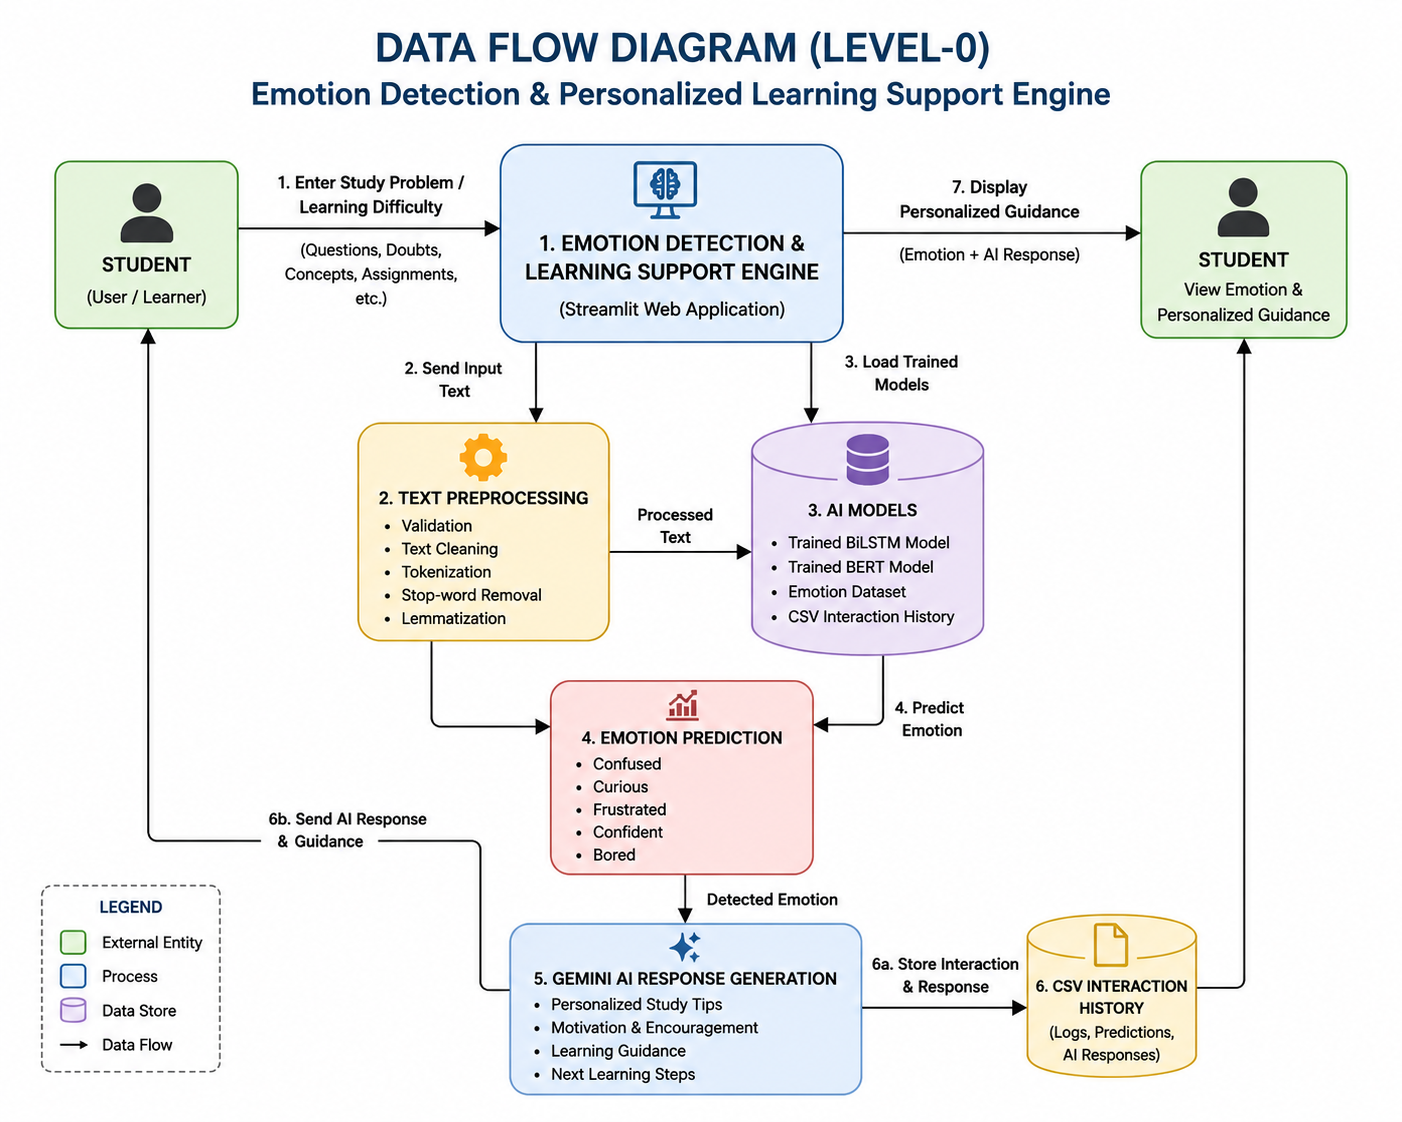 DATA FLOW DIAGRAM (LEVEL-0)
Emotion Detection & Personalized Learning Support Engine
STUDENT
(User / Learner)
1. Enter Study Problem /
Learning Difficulty
(Questions, Doubts,
Concepts, Assignments,
etc.)
1. EMOTION DETECTION &
LEARNING SUPPORT ENGINE
(Streamlit Web Application)
7. Display
Personalized Guidance
(Emotion + AI Response)
STUDENT
View Emotion &
Personalized Guidance
2. Send Input
Text
3. Load Trained
Models
2. TEXT PREPROCESSING
• Validation
• Text Cleaning
• Tokenization
• Stop-word Removal
• Lemmatization
Processed
Text
3. AI MODELS
• Trained BiLSTM Model
• Trained BERT Model
• Emotion Dataset
• CSV Interaction History
4. Predict
Emotion
4. EMOTION PREDICTION
• Confused
• Curious
• Frustrated
• Confident
• Bored
6b. Send AI Response
& Guidance
Detected Emotion
5. GEMINI AI RESPONSE GENERATION
• Personalized Study Tips
• Motivation & Encouragement
• Learning Guidance
• Next Learning Steps
6a. Store Interaction
& Response
6. CSV INTERACTION
HISTORY
(Logs, Predictions,
AI Responses)
LEGEND
External Entity
Process
Data Store
Data Flow